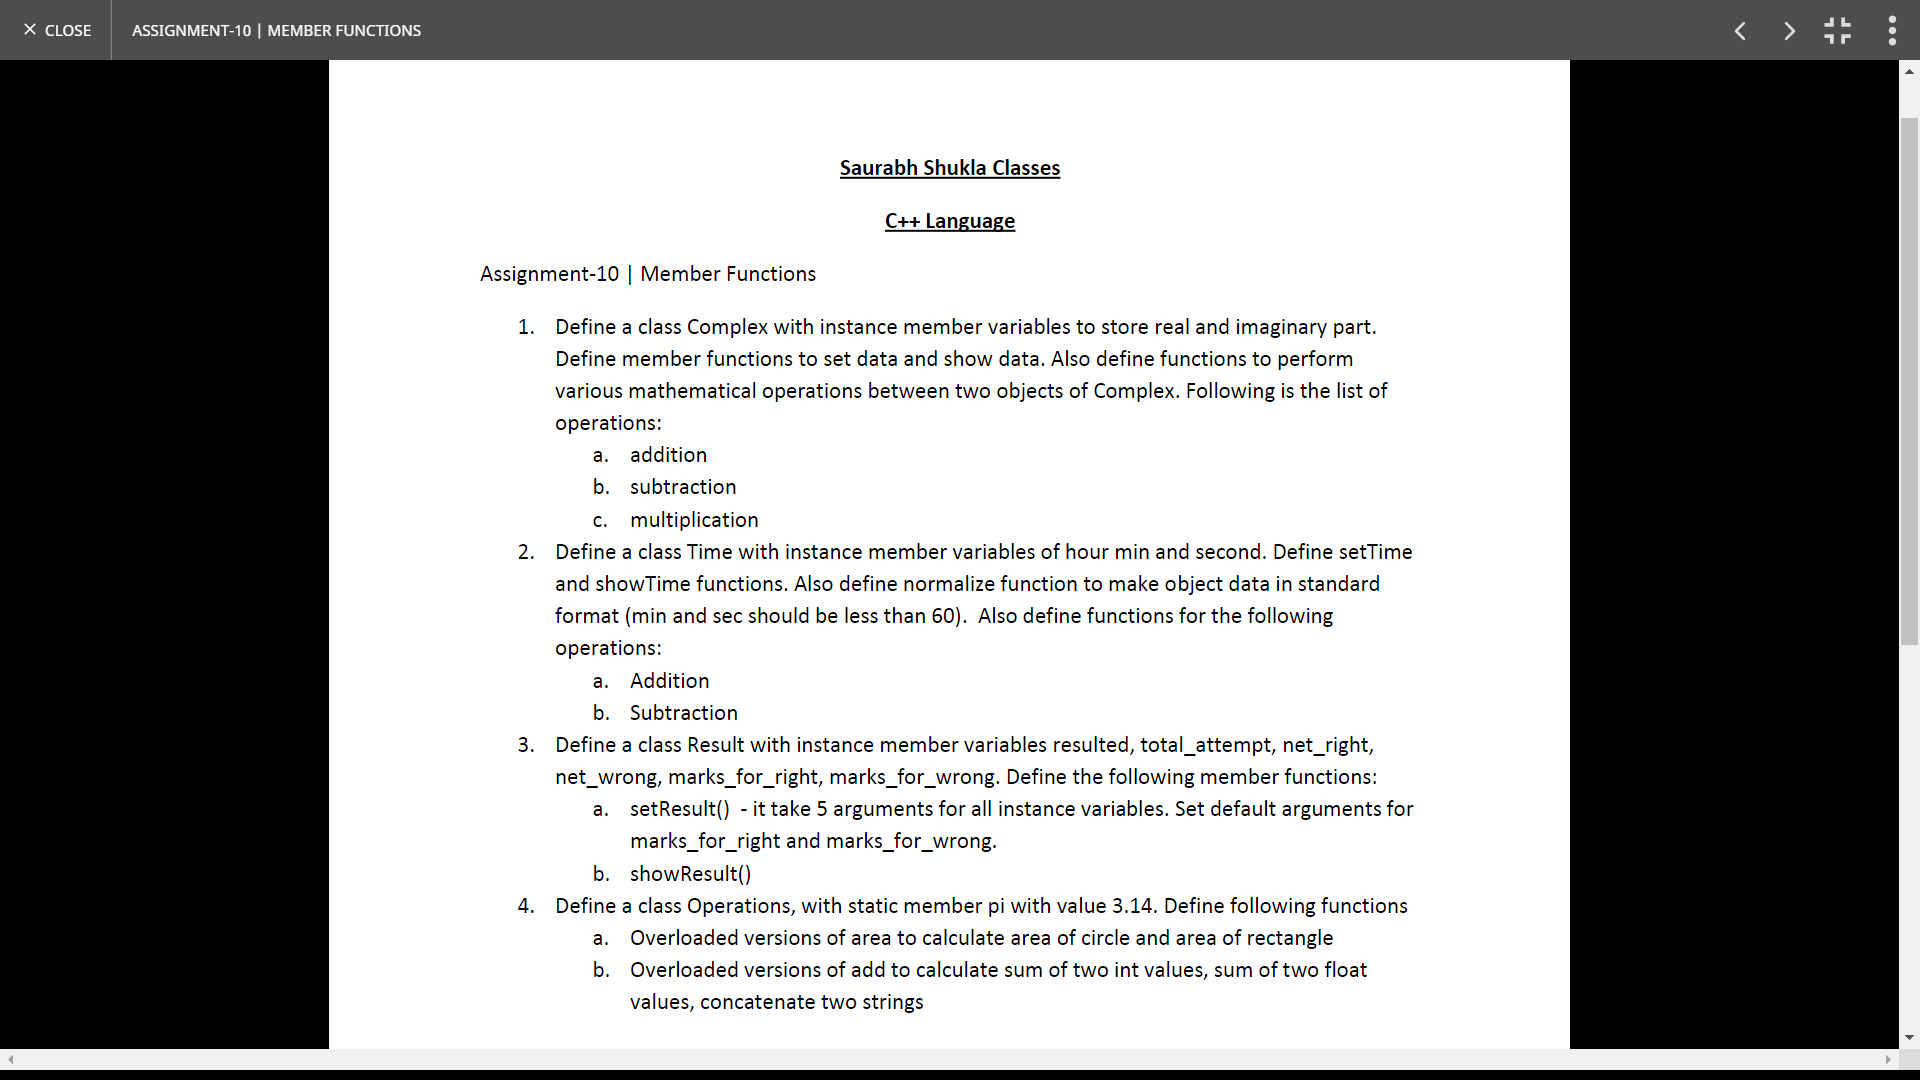 CLOSE
ASSIGNMENT-10 | MEMBER FUNCTIONS
Saurabh Shukla Classes
C++ Language
Assignment-10 | Member Functions
1. Define a class Complex with instance member variables to store real and imaginary part.
Define member functions to set data and show data. Also define functions to perform
various mathematical operations between two objects of Complex. Following is the list of
operations:
a. addition
b. subtraction
c. multiplication
2. Define a class Time with instance member variables of hour min and second. Define setTime
and showTime functions. Also define normalize function to make object data in standard
format (min and sec should be less than 60).  Also define functions for the following
operations:
a. Addition
b. Subtraction
3. Define a class Result with instance member variables resulted, total_attempt, net_right,
net_wrong, marks_for_right, marks_for_wrong. Define the following member functions:
a. setResult()  - it take 5 arguments for all instance variables. Set default arguments for
marks_for_right and marks_for_wrong.
b. showResult()
4. Define a class Operations, with static member pi with value 3.14. Define following functions
a. Overloaded versions of area to calculate area of circle and area of rectangle
b. Overloaded versions of add to calculate sum of two int values, sum of two float
values, concatenate two strings